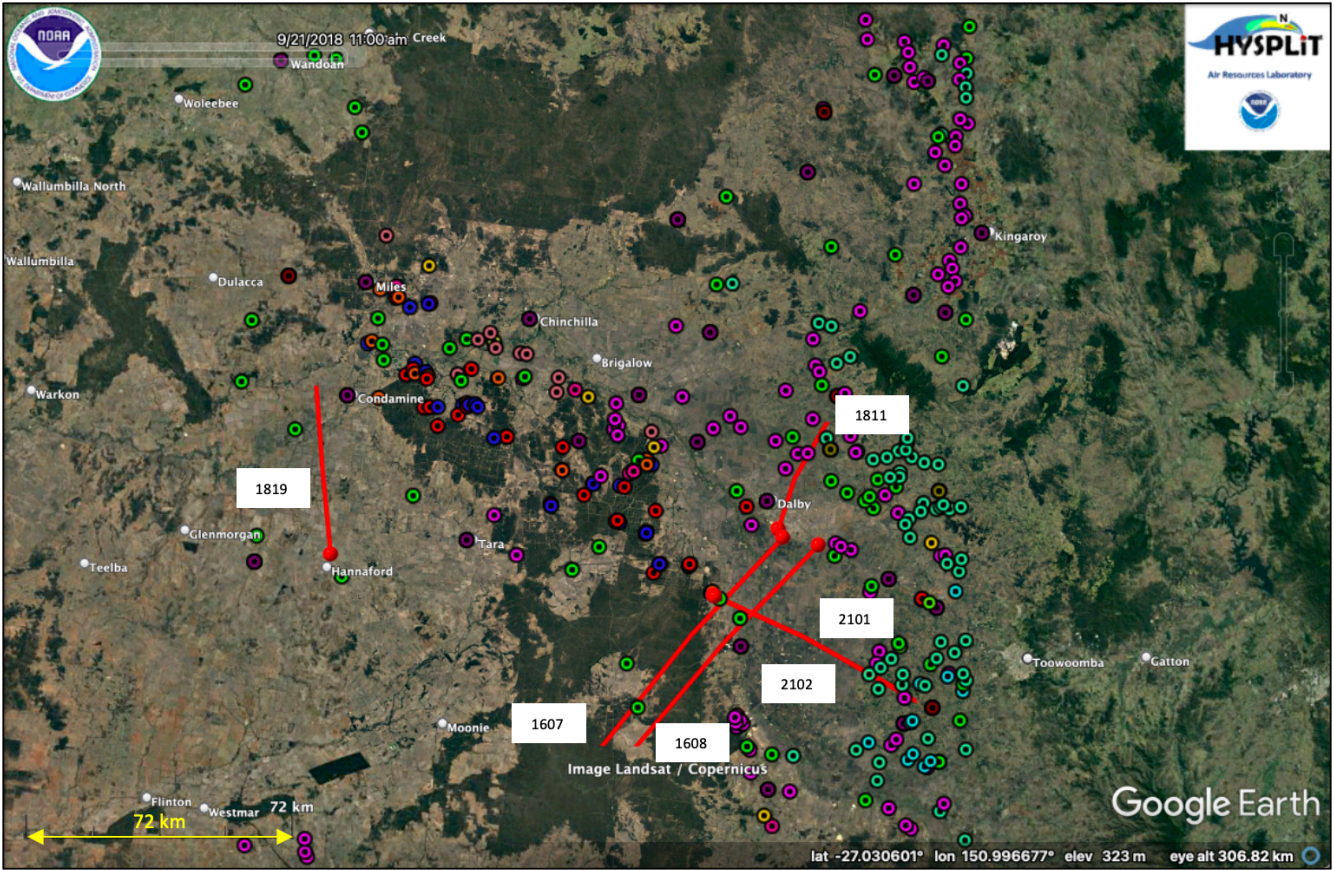 NOAA
9/21/2018 11:00 am
Creek
Wandoan
Woleebee
N
HYSPLIT
Air Resources Laboratory
Wallumbilla North
Kingaroy
Wallumbilla
Dulacca
Miles
Chinchilla
Brigalow
Warkon
Condamine
1811
1819
Dalby
Glenmorgan
Tara
Teelba
Hannaford
2101
Toowoomba
Gatton
2102
1607
Moonie
1608
Image Landsat / Copernicus
Flinton
Westmar
72 km
72 km
Google Earth
lat -27.030601° lon 150.996677° elev 323 m eye alt 306.82 km